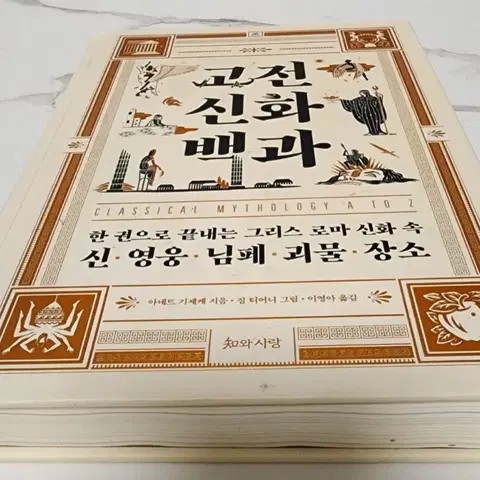 고전
신화
백과
CLASSICAL MYTHOLOGY A TO Z
한 권으로 끝내는 그리스 로마 신화 속
신·영웅·님페·괴물·장소
아네트 기제케 지음·짐 티어니 그림·이영아 옮김
知와사랑